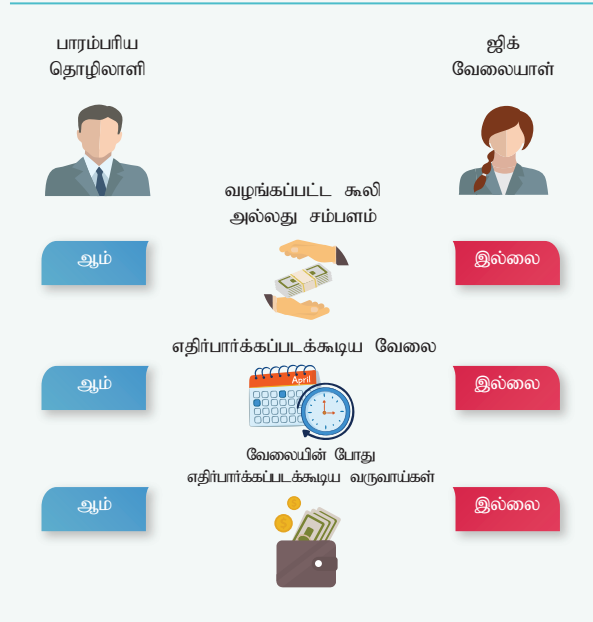 பாரம்பரிய
தொழிலாளி
ஜிக்
வேலையாள்
வழங்கப்பட்ட கூலி
அல்லது சம்பளம்
ஆம்
இல்லை
எதிர்பார்க்கப்படக்கூடிய வேலை
April
ஆம்
இல்லை
வேலையின் போது
எதிர்பார்க்கப்படக்கூடிய வருவாய்கள்
ஆம்
இல்லை